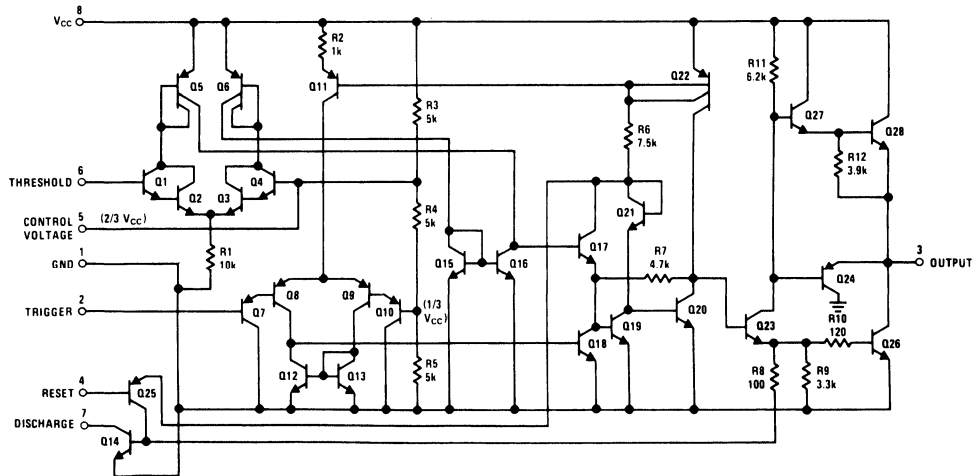 8
VCC
R2
1k
Q5
Q6
Q11
Q22
R11
6.2k
Q27
Q28
R3
5k
R6
7.5k
R12
3.9k
6
THRESHOLD
Q1
Q2
Q3
Q4
5
CONTROL
VOLTAGE
(2/3 VCC)
R4
5k
Q21
Q17
R7
4.7k
1
GND
R1
10k
Q15
Q16
3
OUTPUT
Q24
2
TRIGGER
Q7
Q8
Q9
Q10
(1/3
VCC)
Q18
Q19
Q20
Q23
R10
120
Q26
4
RESET
Q25
Q12
Q13
R5
5k
R8
100
R9
3.3k
7
DISCHARGE
Q14